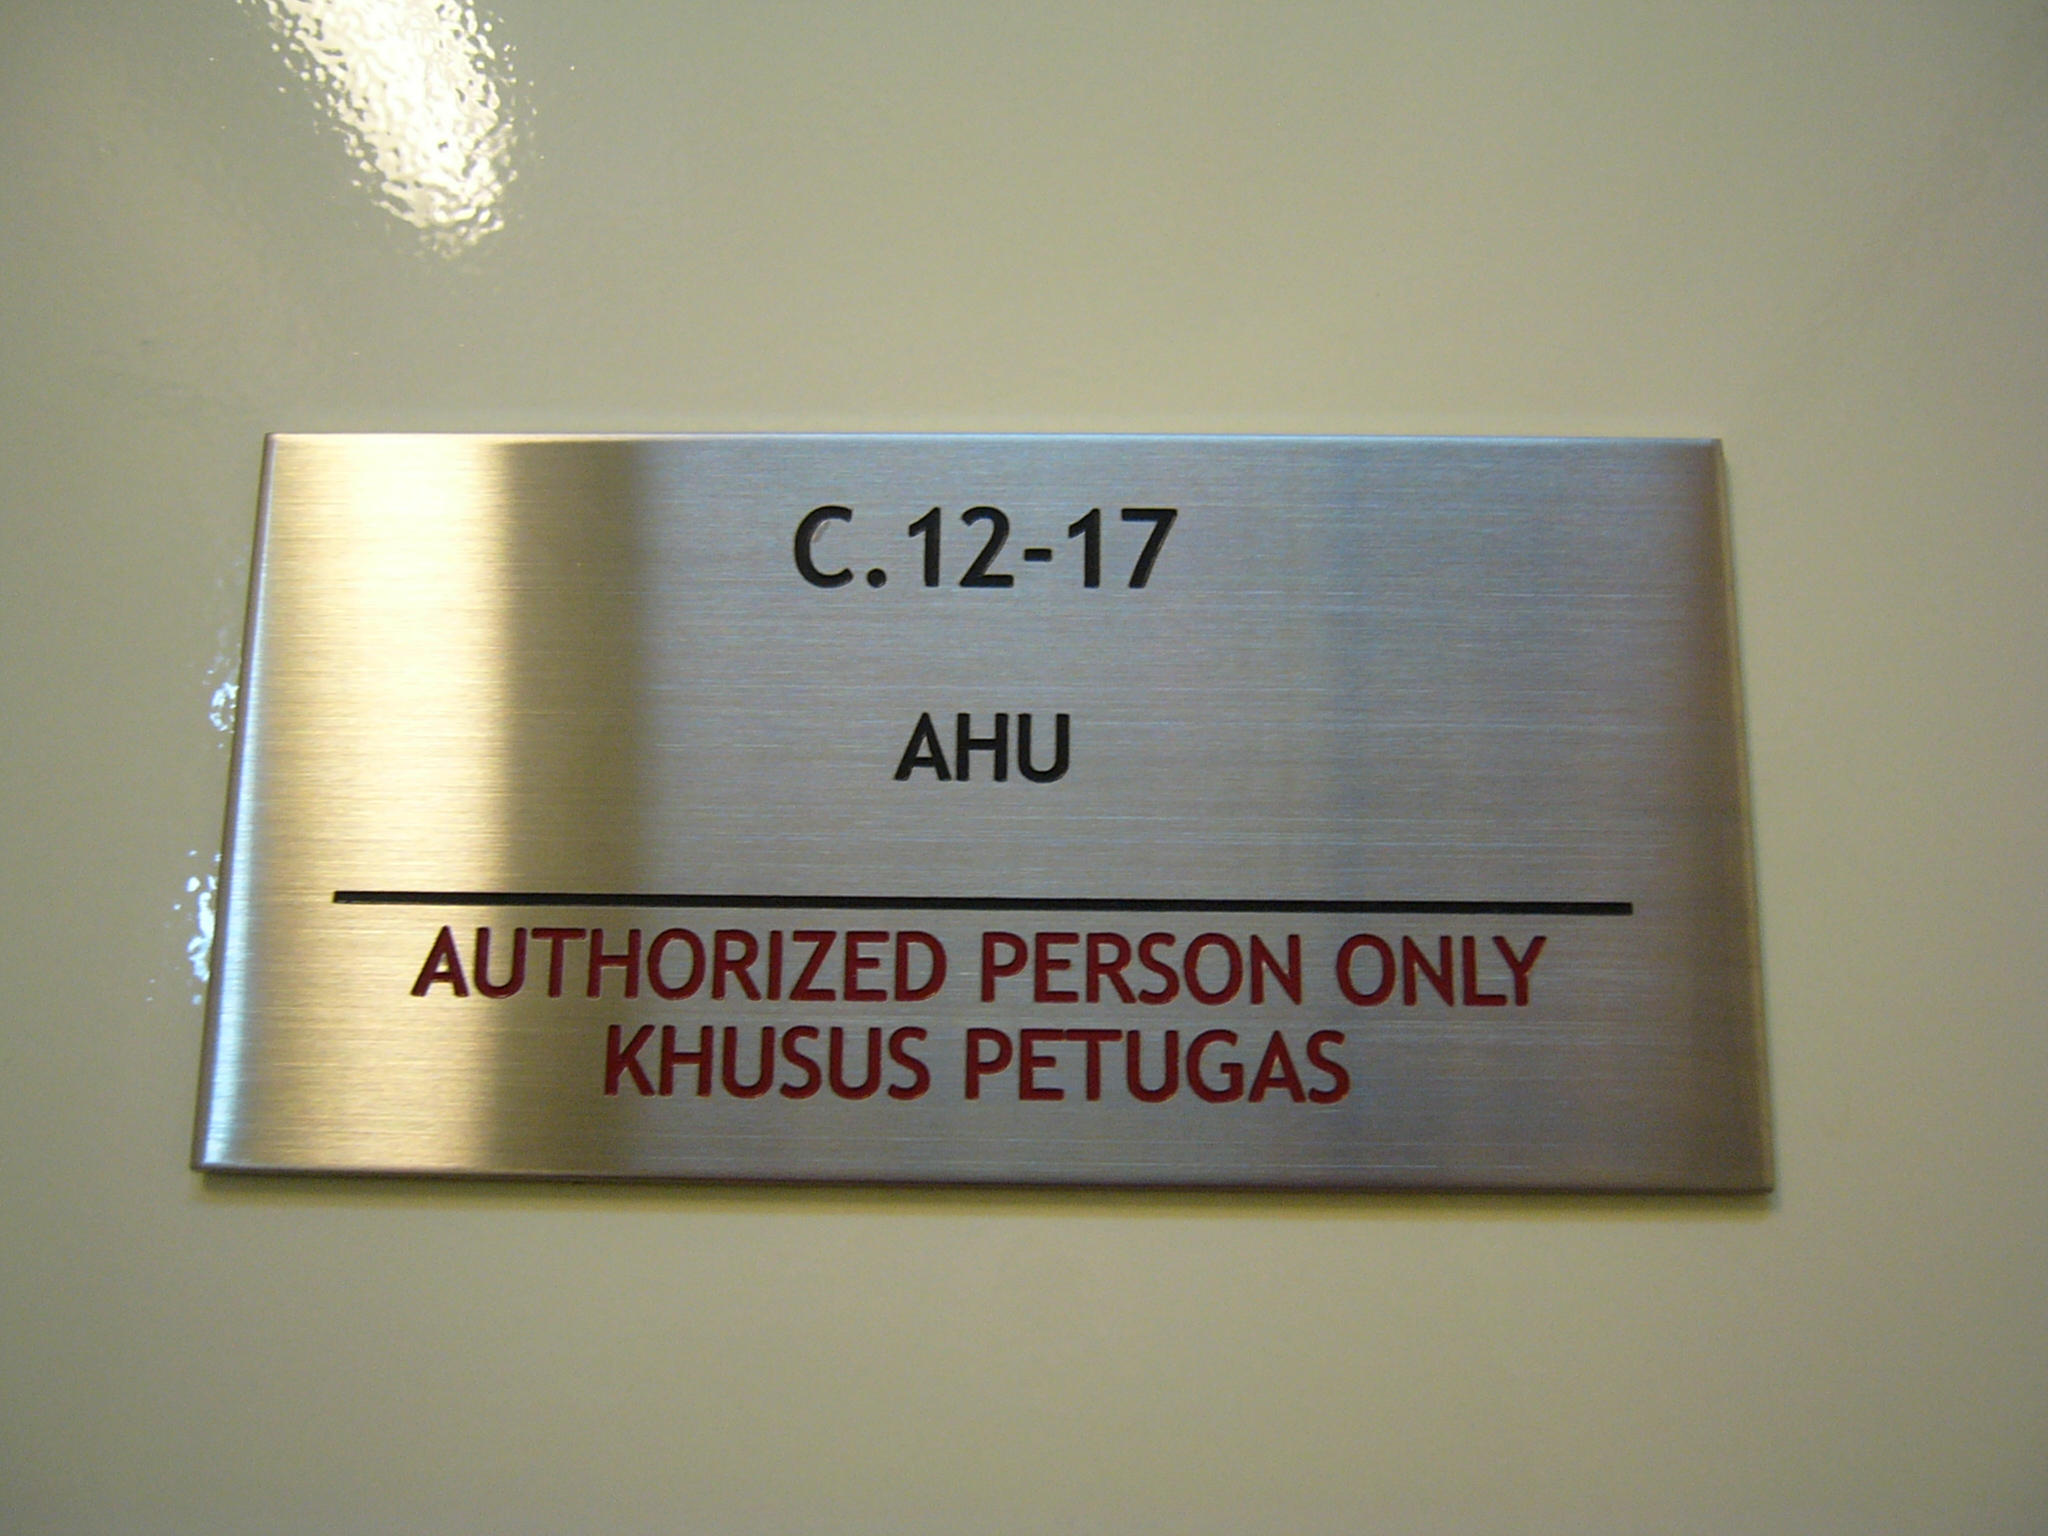 C.12-17
AHU
AUTHORIZED PERSON ONLY
KHUSUS PETUGAS